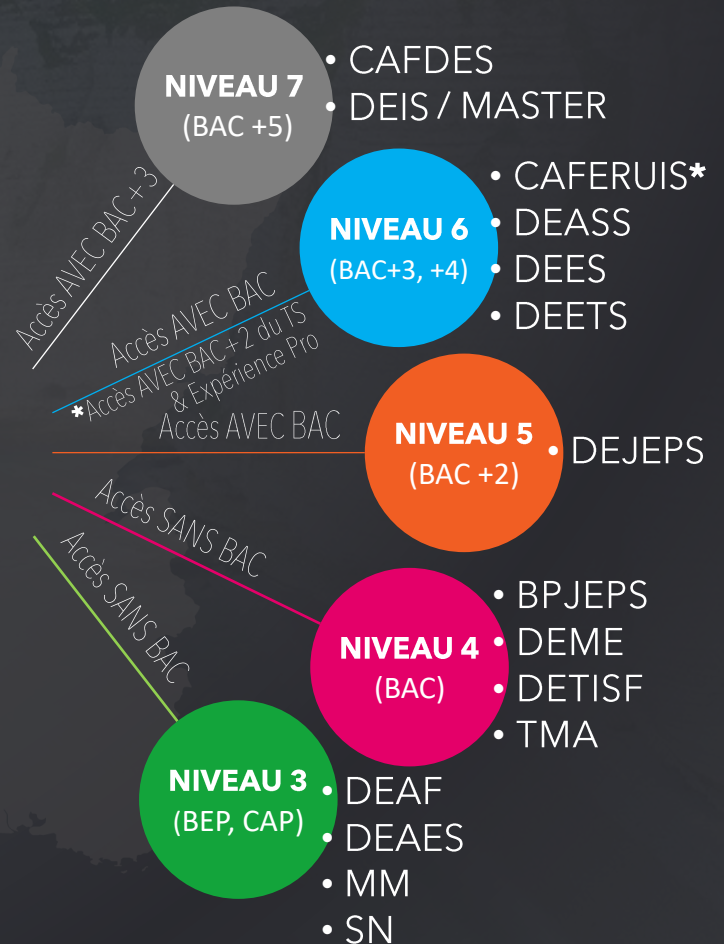 NIVEAU 7
(BAC +5)
• CAFDES
• DEIS / MASTER
Accès AVEC BAC+3
NIVEAU 6
(BAC+3, +4)
• CAFERUIS*
• DEASS
• DEES
• DEETS
Accès AVEC BAC
*Accès AVEC BAC+2 du TS
& Expérience Pro
Accès AVEC BAC
NIVEAU 5
(BAC +2)
• DEJEPS
Accès SANS BAC
NIVEAU 4
(BAC)
• BPJEPS
• DEME
• DETISF
• TMA
Accès SANS BAC
NIVEAU 3
(BEP, CAP)
• DEAF
• DEAES
• MM
• SN